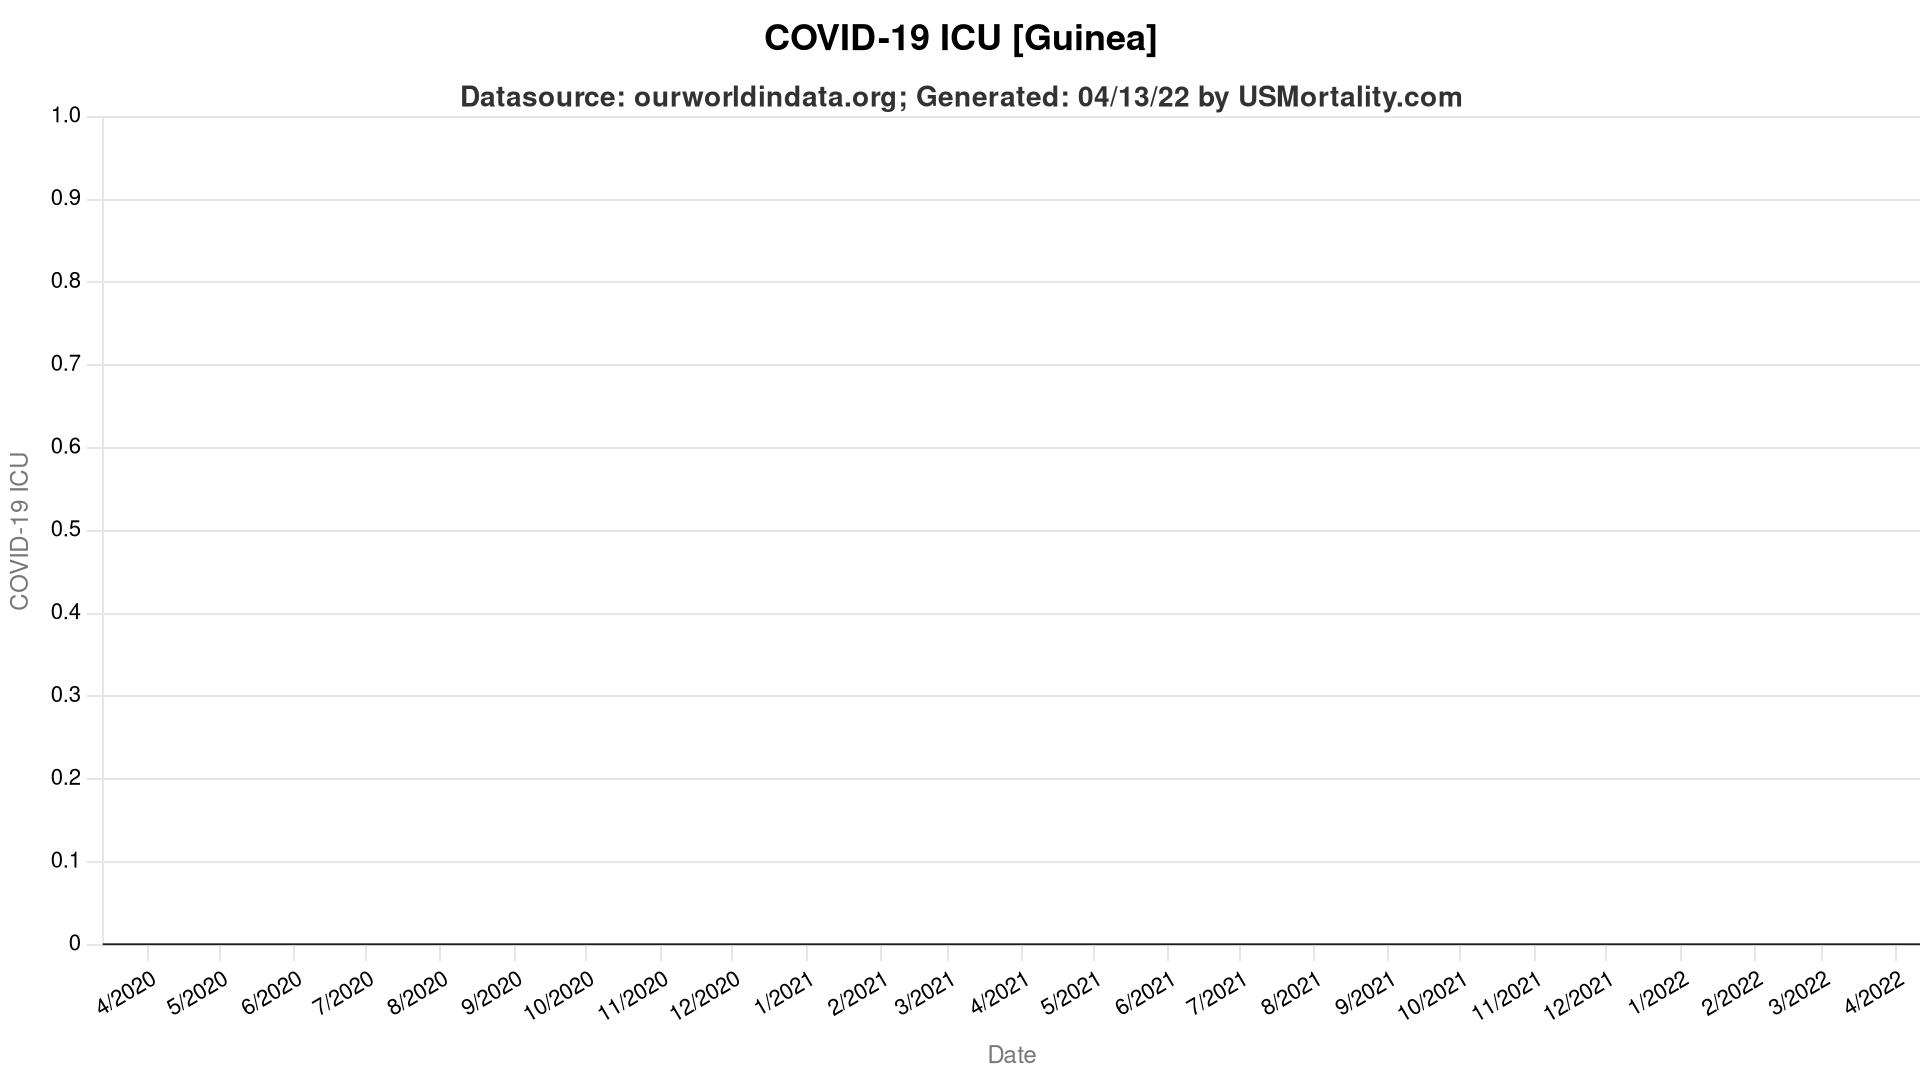 COVID-19 ICU [Guinea]
Datasource: ourworldindata.org; Generated: 04/13/22 by USMortality.com
1.0
0.9
0.8
0.7
0.6
0.5
0.4
0.3
0.2
0.1
0
COVID-19 ICU
4/2020 5/2020 6/2020 7/2020 8/2020 9/2020 10/2020 11/2020 12/2020 1/2021 2/2021 3/2021 4/2021 5/2021 6/2021 7/2021 8/2021 9/2021 10/2021 11/2021 12/2021 1/2022 2/2022 3/2022 4/2022
Date